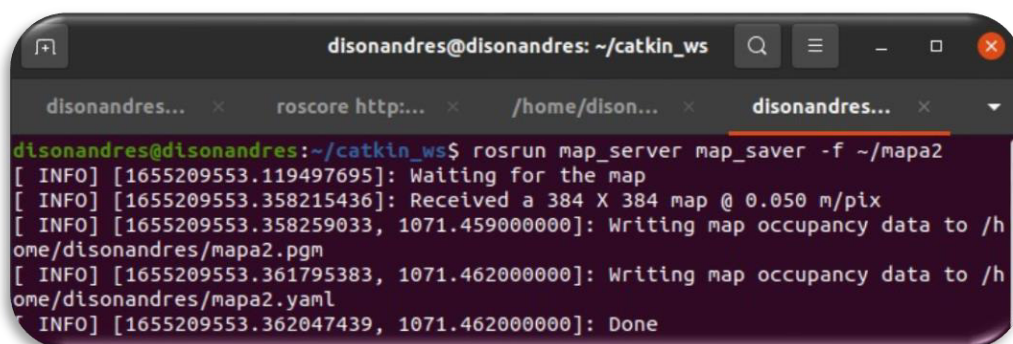 disonandres@disonandres: ~/catkin_ws
disonandres... × roscore http:... × /home/dison... × disonandres... ×
disonandres@disonandres:~/catkin_ws$ rosrun map_server map_saver -f ~/mapa2
[ INFO] [1655209553.119497695]: Waiting for the map
[ INFO] [1655209553.358215436]: Received a 384 X 384 map @ 0.050 m/pix
[ INFO] [1655209553.358259033, 1071.459000000]: Writing map occupancy data to /h
ome/disonandres/mapa2.pgm
[ INFO] [1655209553.361795383, 1071.462000000]: Writing map occupancy data to /h
ome/disonandres/mapa2.yaml
[ INFO] [1655209553.362047439, 1071.462000000]: Done